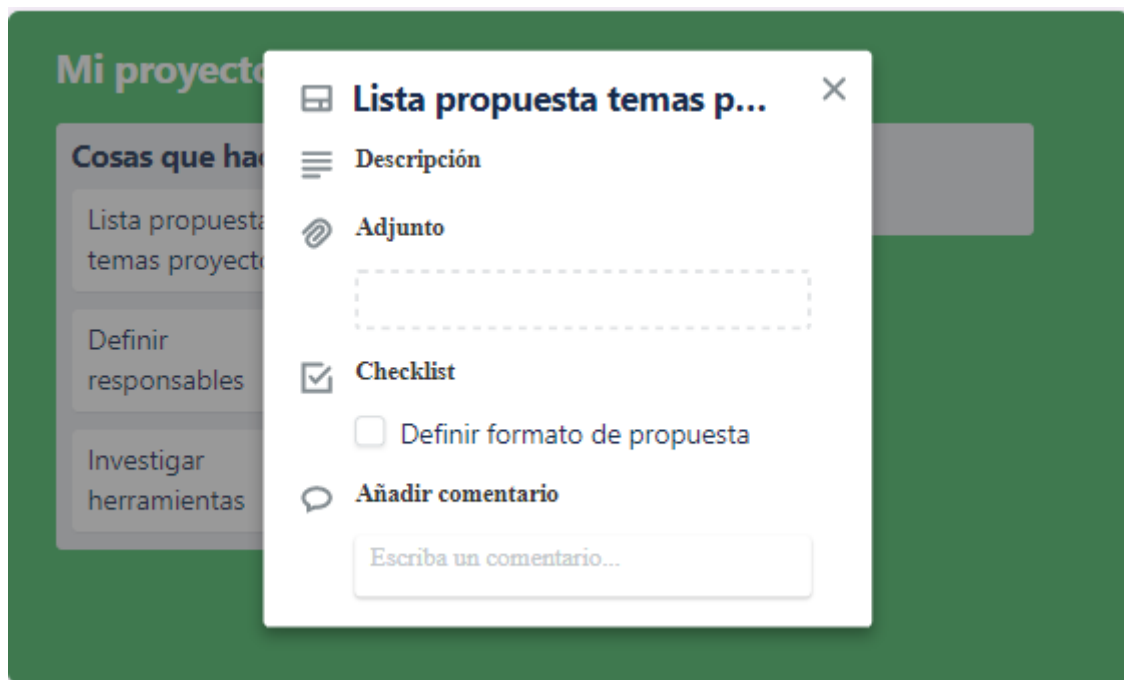 Mi proyecto
Lista propuesta temas p...
Cosas que ha
Descripción
Lista propuesta
temas proyecto
Adjunto
Definir
responsables
Checklist
Definir formato de propuesta
Investigar
herramientas
Añadir comentario
Escriba un comentario...